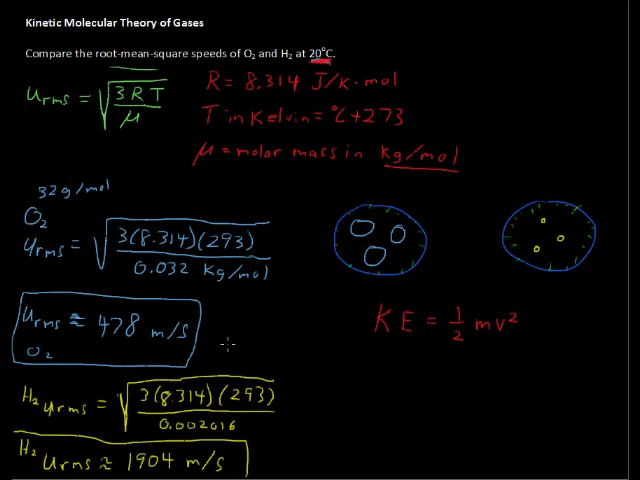 Kinetic Molecular Theory of Gases
Compare the root-mean-square speeds of O2 and H2 at 20°C.
urms = √(3RT/μ)
R = 8.314 J/K·mol
T in Kelvin = °C+273
μ = molar mass in kg/mol
32 g/mol
O2
urms = √(3(8.314)(293)/0.032 kg/mol)
urms ≈ 478 m/s
O2
KE = 1/2 mv²
H2 urms = √(3(8.314)(293)/0.002016)
H2 urms ≈ 1904 m/s